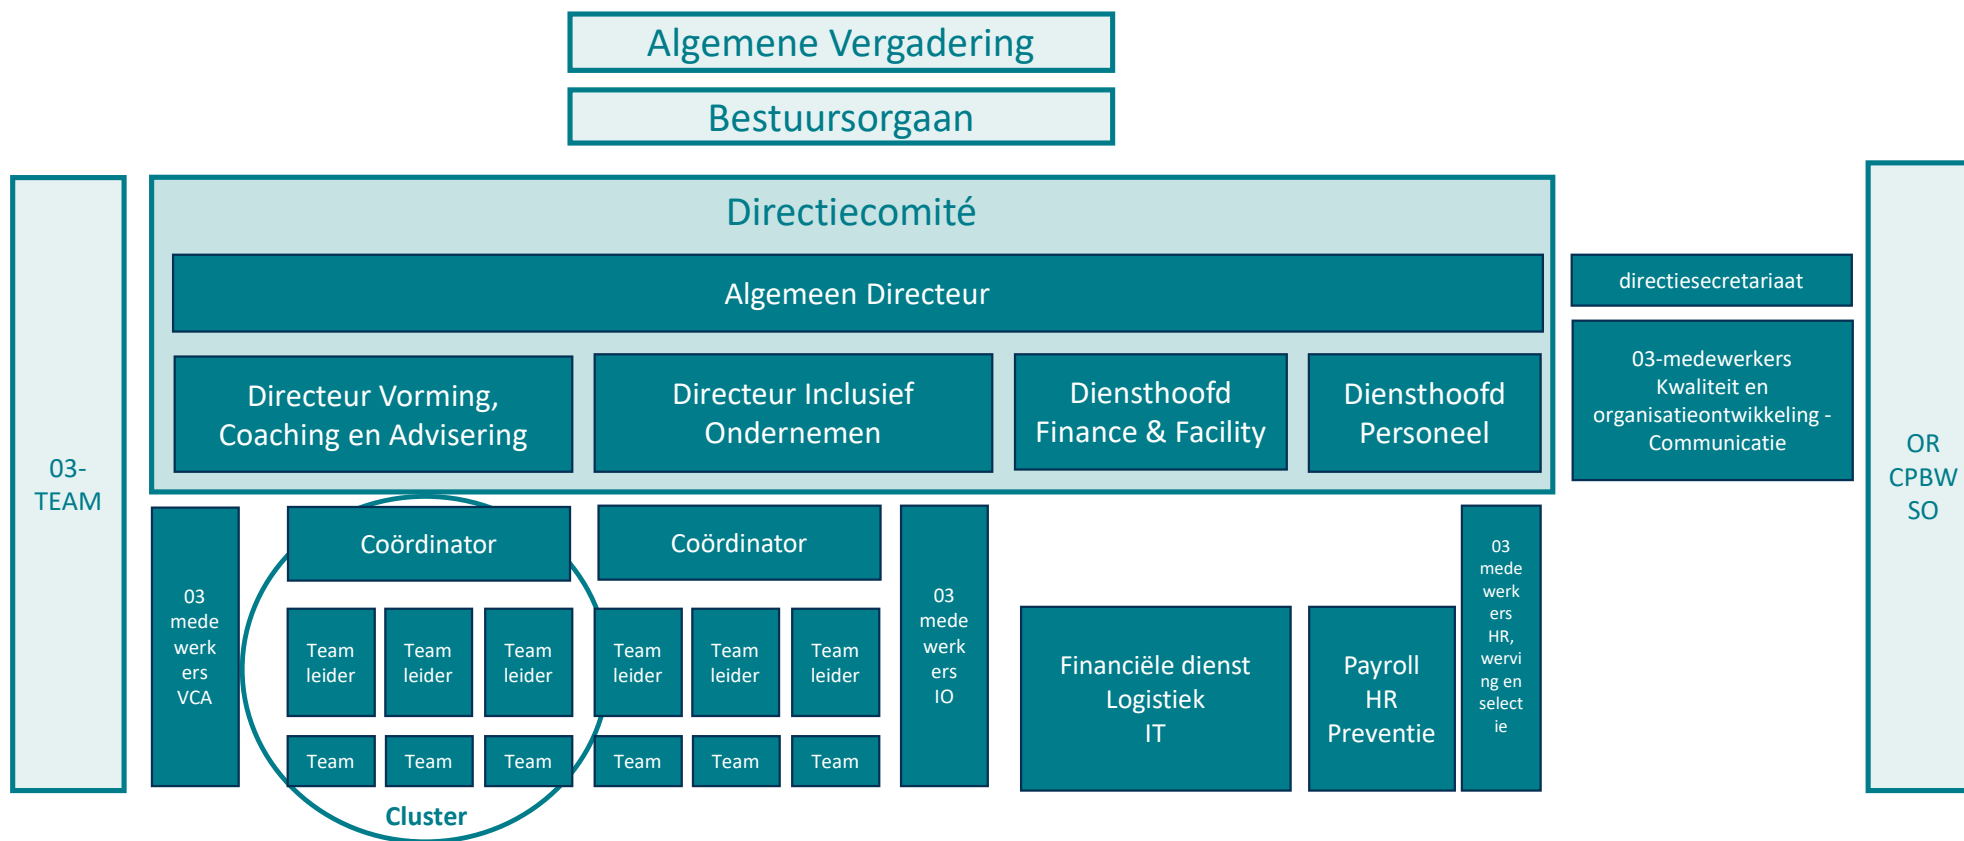 Algemene Vergadering
Bestuursorgaan
Directiecomité
Algemeen Directeur
directiesecretariaat
Directeur Vorming,
Coaching en Advisering
Directeur Inclusief
Ondernemen
Diensthoofd
Finance & Facility
Diensthoofd
Personeel
03-medewerkers
Kwaliteit en
organisatieontwikkeling -
Communicatie
03-
TEAM
OR
CPBW
SO
03
mede
werk
ers
VCA
Coördinator
Coördinator
Team
leider
Team
leider
Team
leider
Team
leider
Team
leider
Team
leider
Team
Team
Team
Team
Team
Team
Cluster
03
mede
werk
ers
IO
Financiële dienst
Logistiek
IT
Payroll
HR
Preventie
03
mede
werk
ers
HR,
wervi
ng en
select
ie